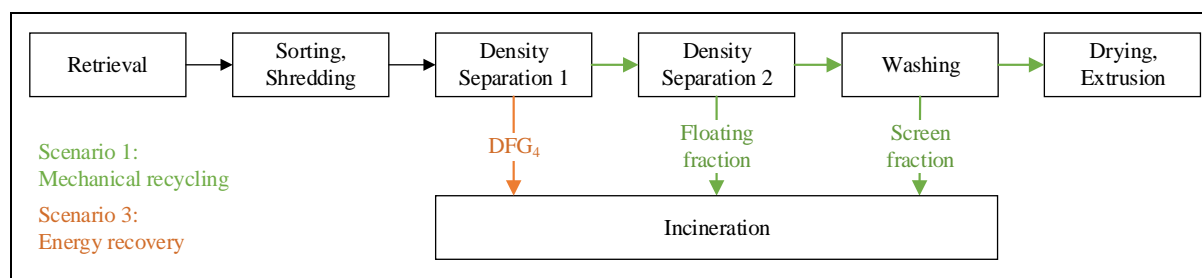 Retrieval
Sorting,
Shredding
Density
Separation 1
Density
Separation 2
Washing
Drying,
Extrusion
DFG₄
Floating
fraction
Screen
fraction
Scenario 1:
Mechanical recycling
Scenario 3:
Energy recovery
Incineration